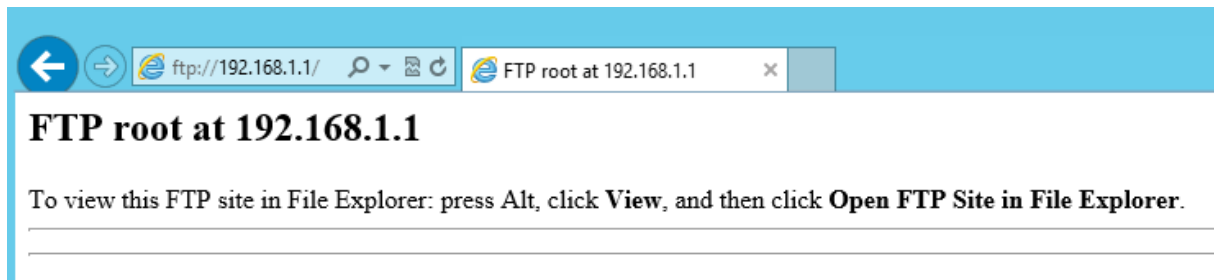 ftp://192.168.1.1/
FTP root at 192.168.1.1
FTP root at 192.168.1.1
To view this FTP site in File Explorer: press Alt, click View, and then click Open FTP Site in File Explorer.